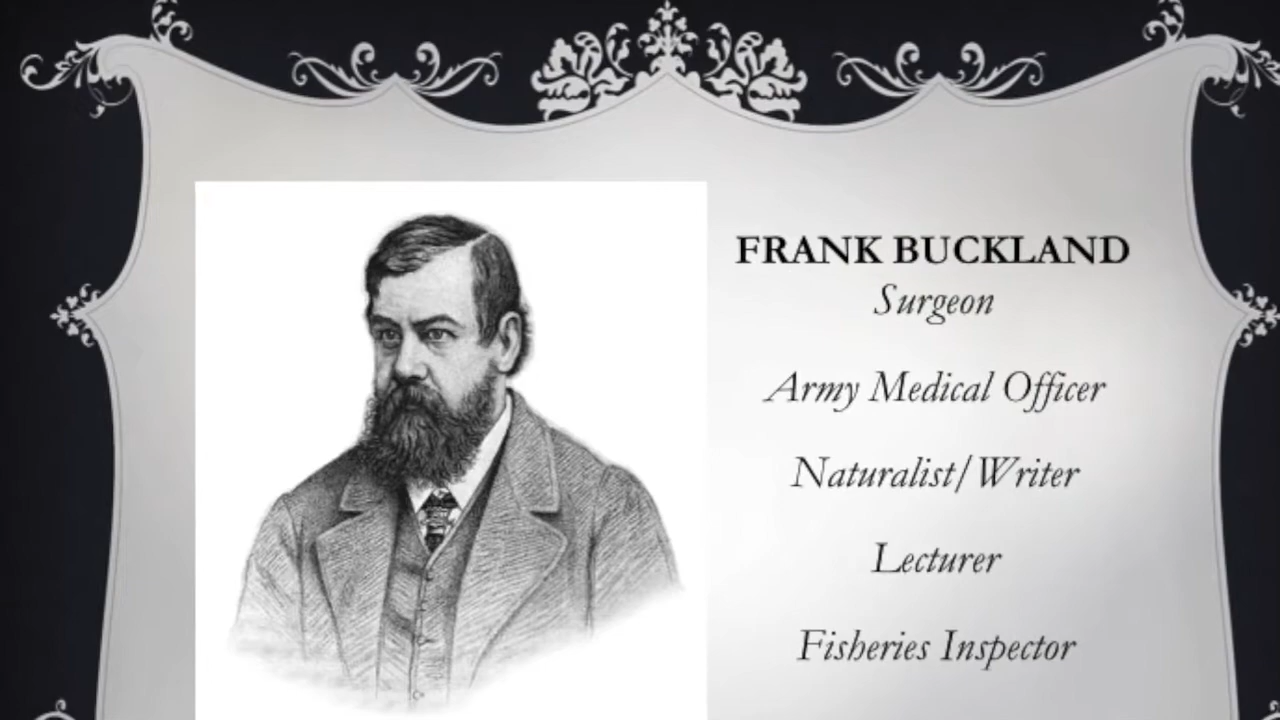 FRANK BUCKLAND
Surgeon
Army Medical Officer
Naturalist/Writer
Lecturer
Fisheries Inspector